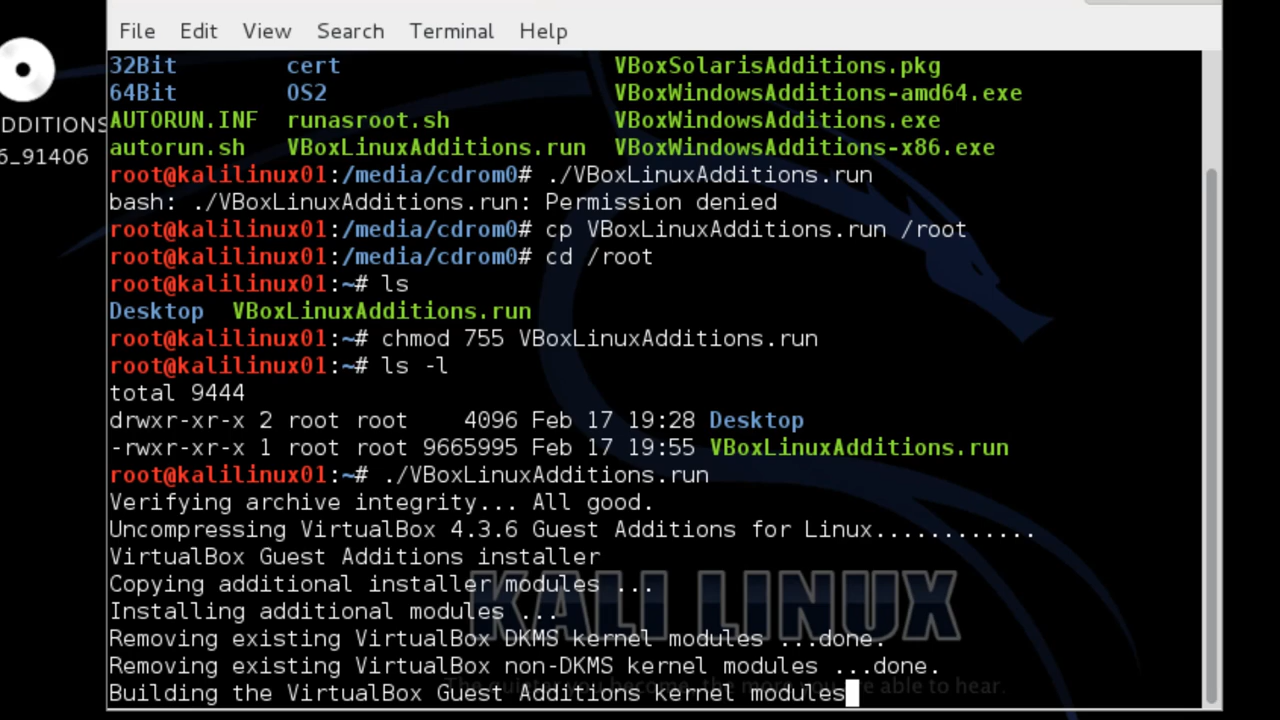 File Edit View Search Terminal Help
32Bit cert VBoxSolarisAdditions.pkg
64Bit OS2 VBoxWindowsAdditions-amd64.exe
DDITIONS
AUTORUN.INF runasroot.sh VBoxWindowsAdditions.exe
6_91406
autorun.sh VBoxLinuxAdditions.run VBoxWindowsAdditions-x86.exe
root@kalilinux01:/media/cdrom0# ./VBoxLinuxAdditions.run
bash: ./VBoxLinuxAdditions.run: Permission denied
root@kalilinux01:/media/cdrom0# cp VBoxLinuxAdditions.run /root
root@kalilinux01:/media/cdrom0# cd /root
root@kalilinux01:~# ls
Desktop VBoxLinuxAdditions.run
root@kalilinux01:~# chmod 755 VBoxLinuxAdditions.run
root@kalilinux01:~# ls -l
total 9444
drwxr-xr-x 2 root root 4096 Feb 17 19:28 Desktop
-rwxr-xr-x 1 root root 9665995 Feb 17 19:55 VBoxLinuxAdditions.run
root@kalilinux01:~# ./VBoxLinuxAdditions.run
Verifying archive integrity... All good.
Uncompressing VirtualBox 4.3.6 Guest Additions for Linux............
VirtualBox Guest Additions installer
Copying additional installer modules ...
Installing additional modules ...
Removing existing VirtualBox DKMS kernel modules ...done.
Removing existing VirtualBox non-DKMS kernel modules ...done.
Building the VirtualBox Guest Additions kernel modules
KALI LINUX
able to hear.